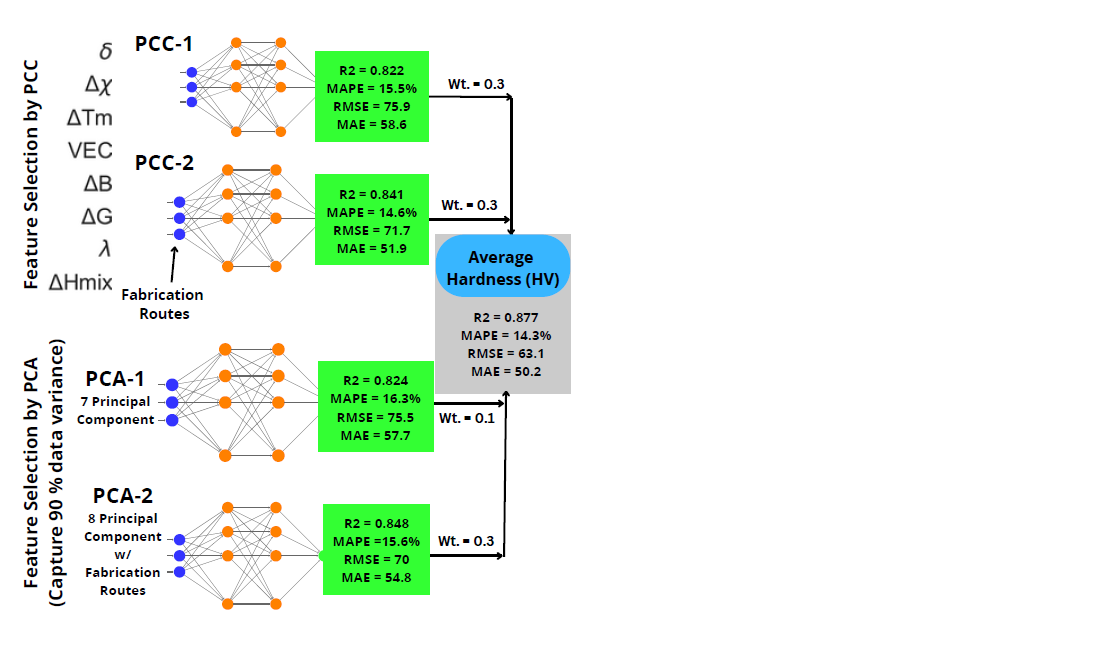 Feature Selection by PCC
δ
Δχ
ΔTm
VEC
ΔB
ΔG
λ
ΔHmix
PCC-1
R2 = 0.822
MAPE = 15.5%
RMSE = 75.9
MAE = 58.6
Wt. = 0.3
PCC-2
Fabrication
Routes
R2 = 0.841
MAPE = 14.6%
RMSE = 71.7
MAE = 51.9
Wt. = 0.3
Average
Hardness (HV)
R2 = 0.877
MAPE = 14.3%
RMSE = 63.1
MAE = 50.2
Feature Selection by PCA
(Capture 90 % data variance)
PCA-1
7 Principal
Component
R2 = 0.824
MAPE = 16.3%
RMSE = 75.5
MAE = 57.7
Wt. = 0.1
PCA-2
8 Principal
Component
w/
Fabrication
Routes
R2 = 0.848
MAPE =15.6%
RMSE = 70
MAE = 54.8
Wt. = 0.3